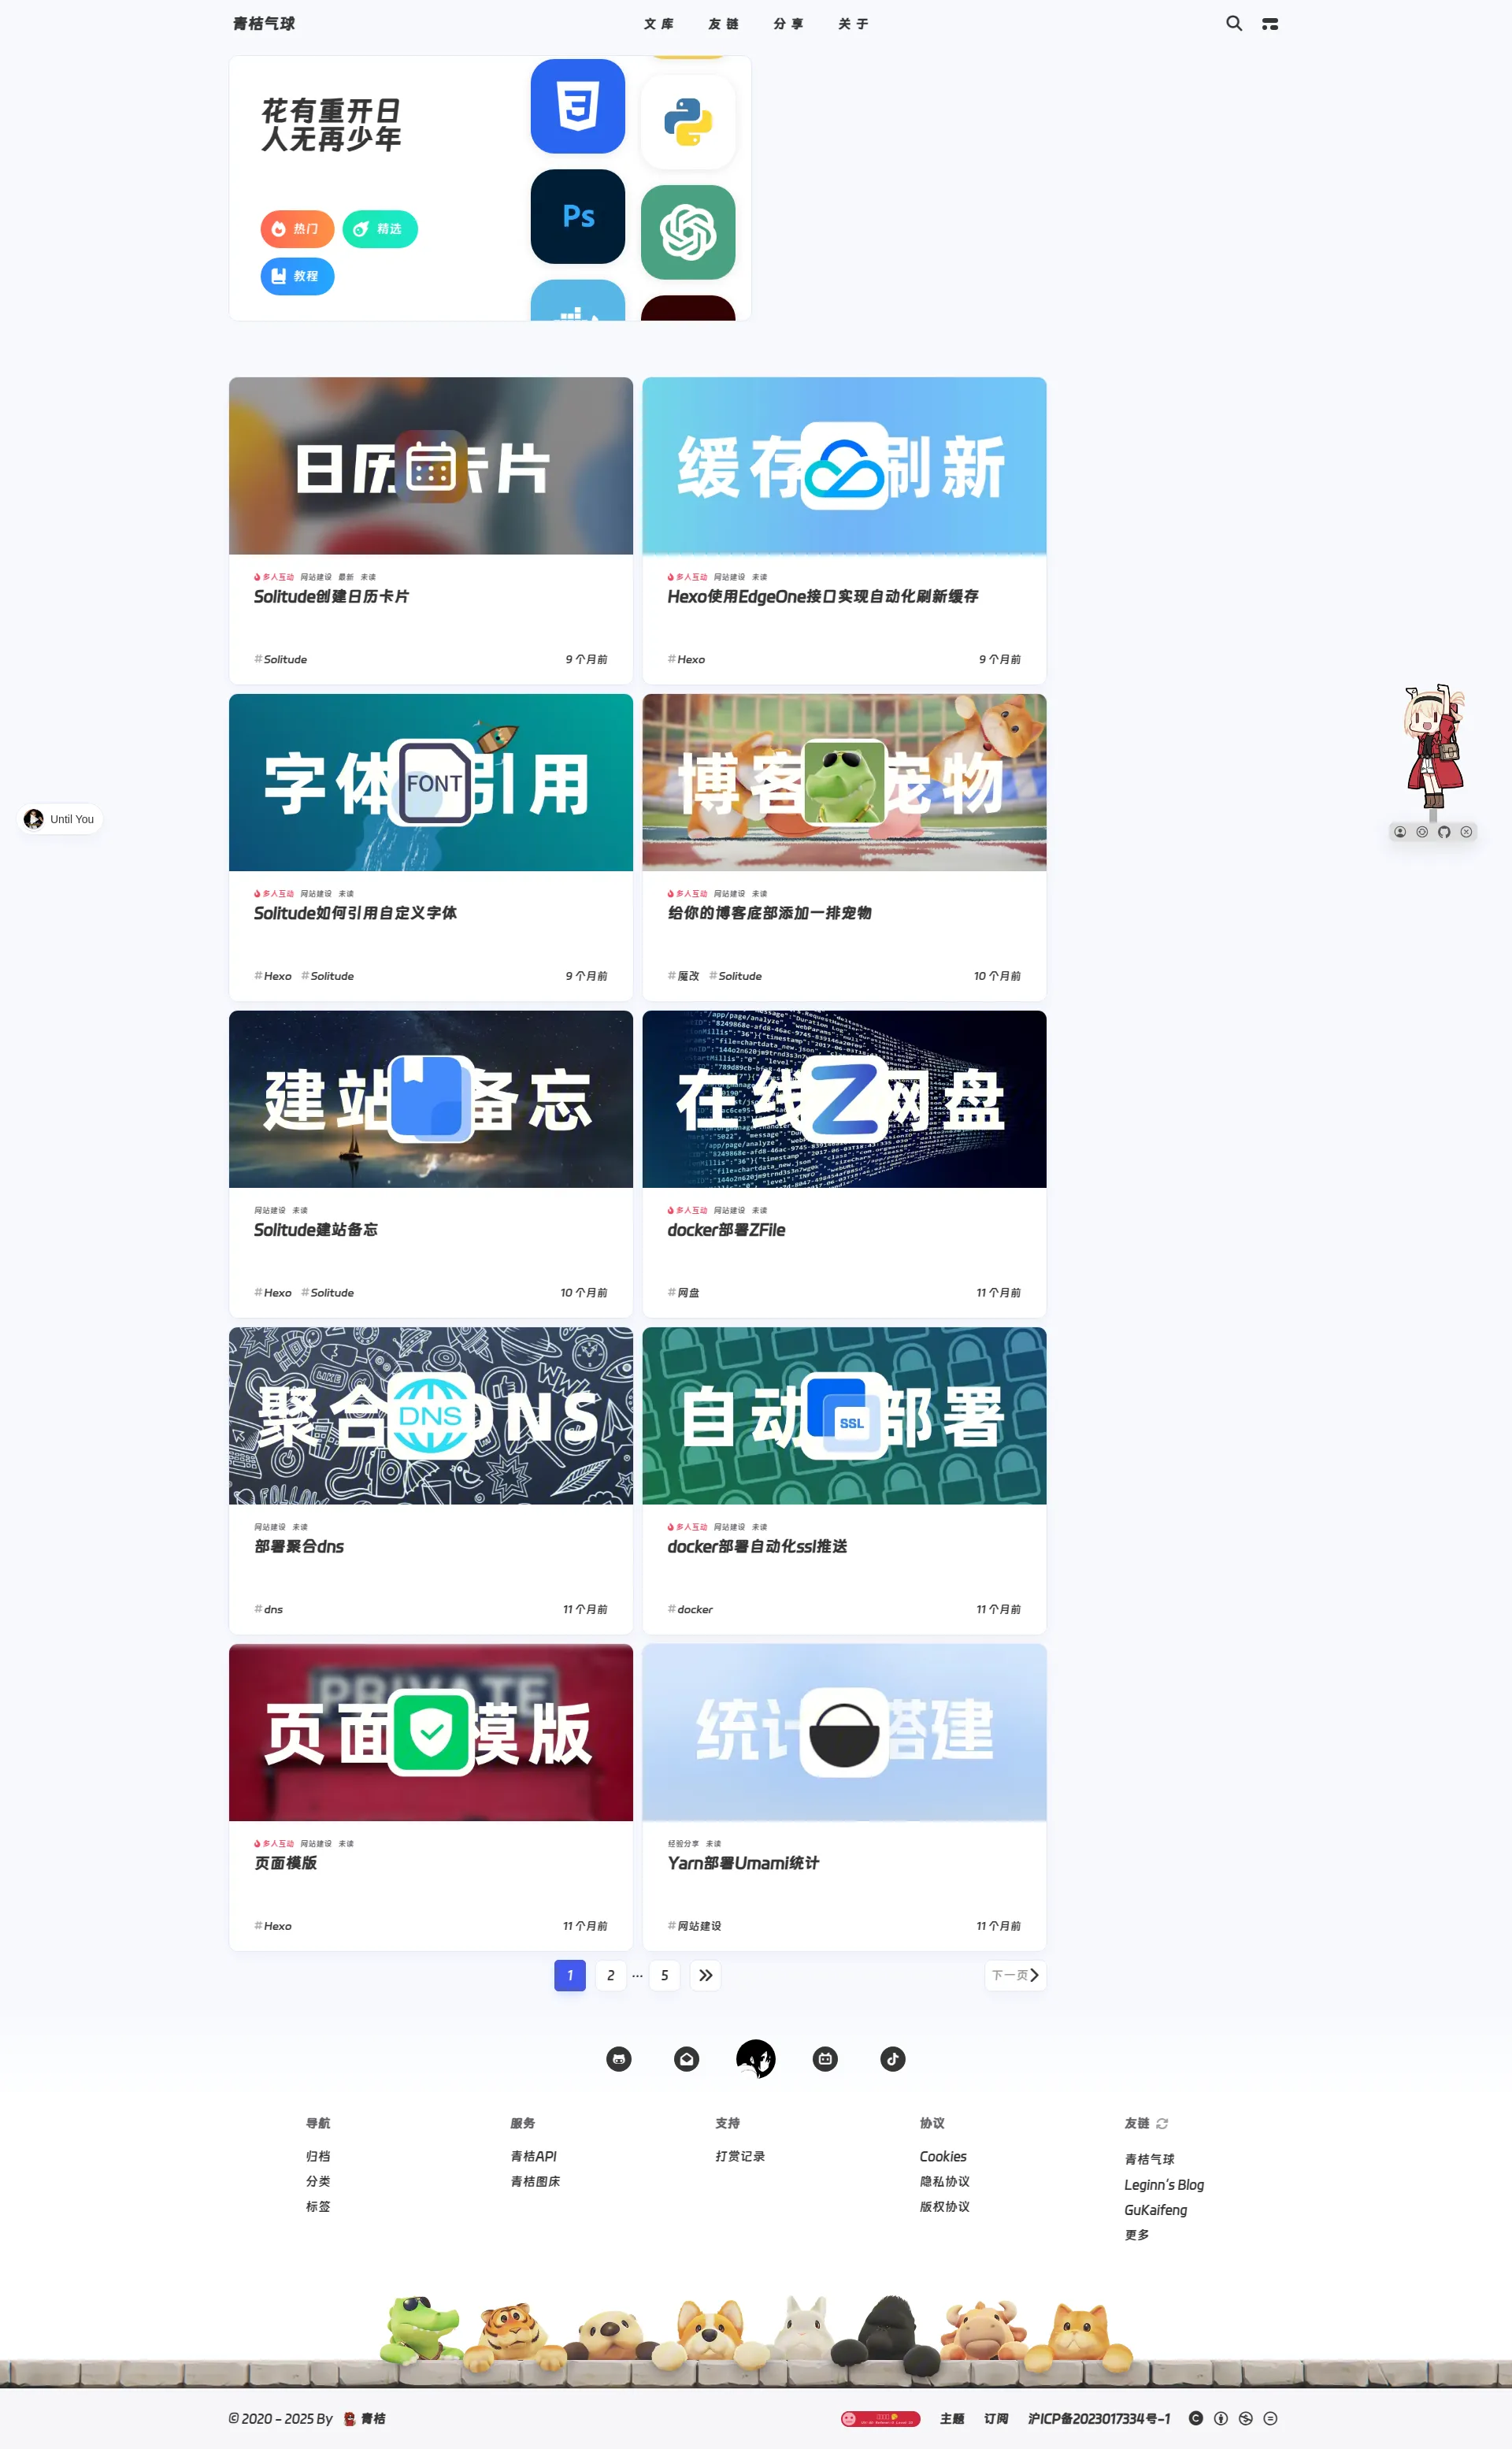 青桔气球
文库 友链 分享 关于
花有重开日
人无再少年
Ps
热门 精选
教程
日历卡片
缓存刷新
多人互动 网站建设 最新 未读
Solitude创建日历卡片
#Solitude 9 个月前
多人互动 网站建设 未读
Hexo使用EdgeOne接口实现自动化刷新缓存
#Hexo 9 个月前
字体引用
FONT
博客宠物
多人互动 网站建设 未读
Solitude如何引用自定义字体
#Hexo #Solitude 9 个月前
多人互动 网站建设 未读
给你的博客底部添加一排宠物
#魔改 #Solitude 10 个月前
Until You
建站备忘
在线网盘
网站建设 未读
Solitude建站备忘
#Hexo #Solitude 10 个月前
多人互动 网站建设 未读
docker部署ZFile
#网盘 11 个月前
聚合DNS
DNS
LIKE
自动部署
SSL
网站建设 未读
部署聚合dns
#dns 11 个月前
多人互动 网站建设 未读
docker部署自动化ssl推送
#docker 11 个月前
PRIVATE
页面模版
统计搭建
多人互动 网站建设 未读
页面模版
#Hexo 11 个月前
经验分享 未读
Yarn部署Umami统计
#网站建设 11 个月前
1 2 … 5
下一页
导航
归档
分类
标签
服务
青桔API
青桔图床
支持
打赏记录
协议
Cookies
隐私协议
版权协议
友链
青桔气球
Leginn's Blog
GuKaifeng
更多
© 2020 - 2025 By 青桔
主题 订阅 沪ICP备2023017334号-1